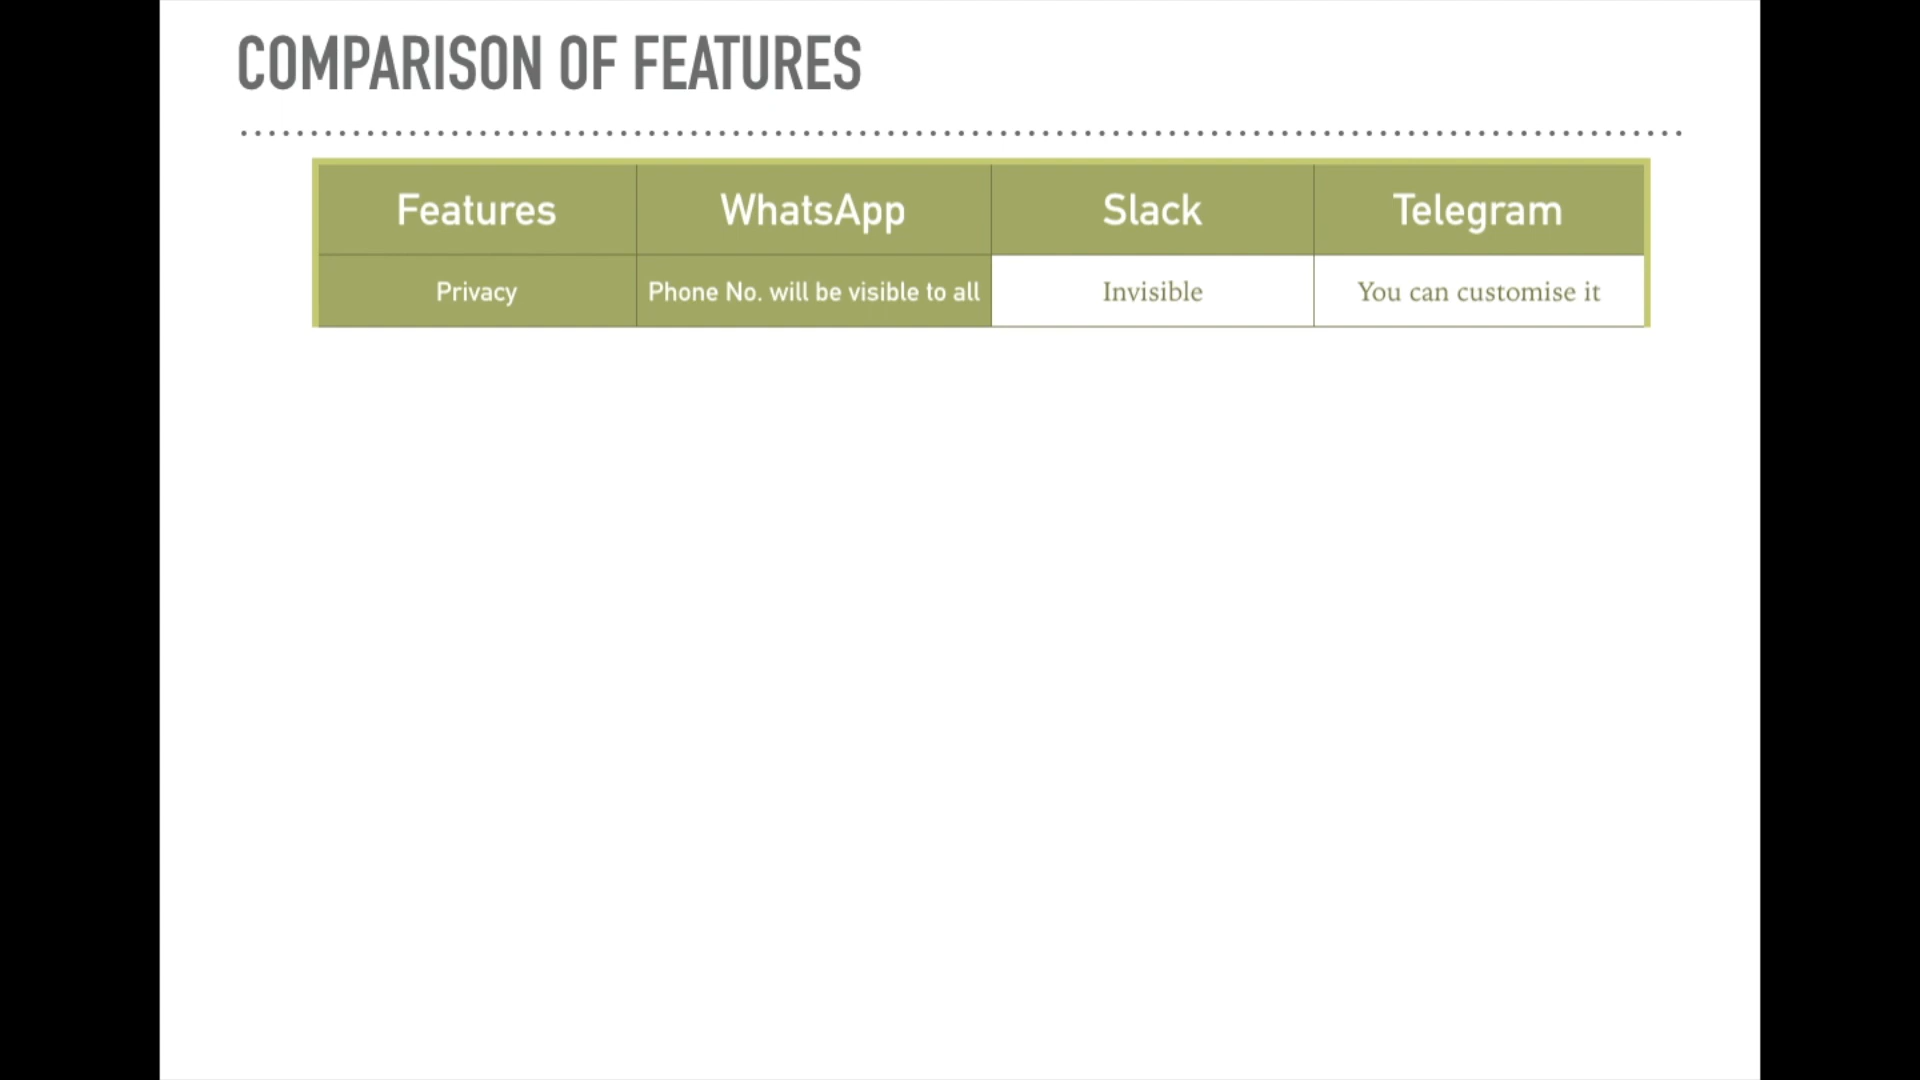 COMPARISON OF FEATURES
Features WhatsApp Slack Telegram
Privacy Phone No. will be visible to all Invisible You can customise it